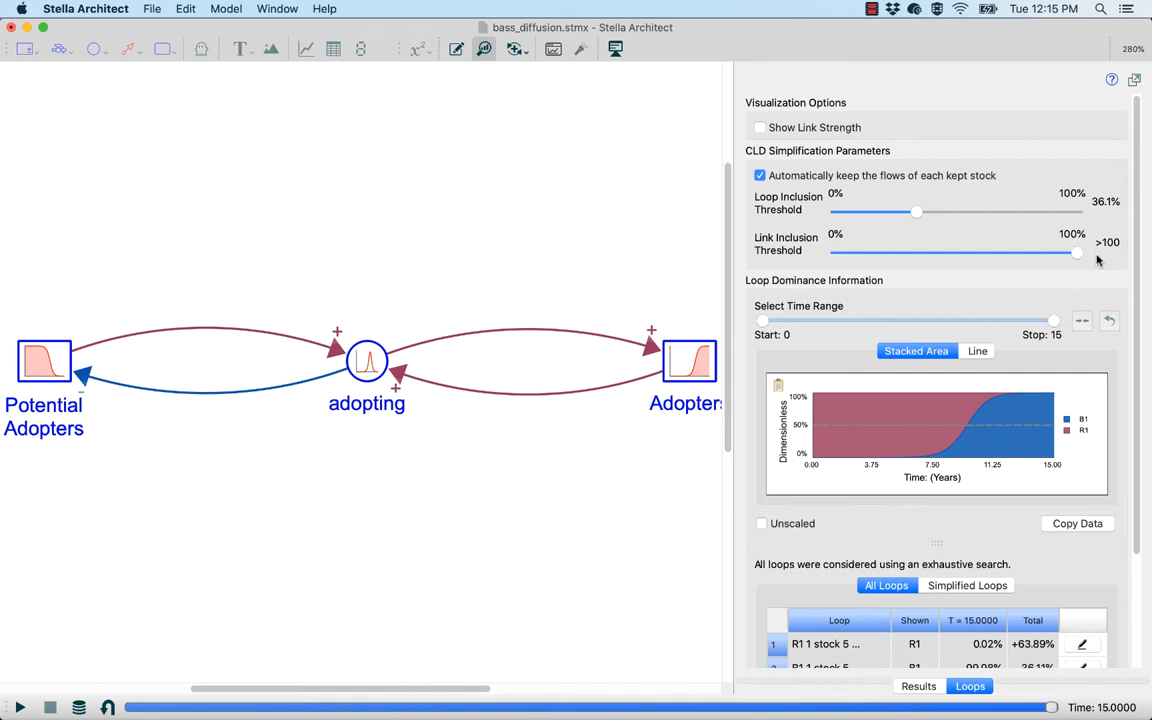 Stella Architect File Edit Model Window Help Tue 12:15 PM
bass_diffusion.stmx - Stella Architect
280%
Visualization Options
Show Link Strength
CLD Simplification Parameters
Automatically keep the flows of each kept stock
Loop Inclusion Threshold 0% 100% 36.1%
Link Inclusion Threshold 0% 100% >100
Loop Dominance Information
Select Time Range
Start: 0 Stop: 15
Stacked Area Line
100%
50%
0%
Dimensionless
0.00 3.75 7.50 11.25 15.00
Time: (Years)
B1
R1
Unscaled Copy Data
All loops were considered using an exhaustive search.
All Loops Simplified Loops
Loop Shown T = 15.0000 Total
1 R1 1 stock 5 ... R1 0.02% +63.89%
Results Loops
Time: 15.0000
+ +
- +
Potential
Adopters
adopting
Adopters